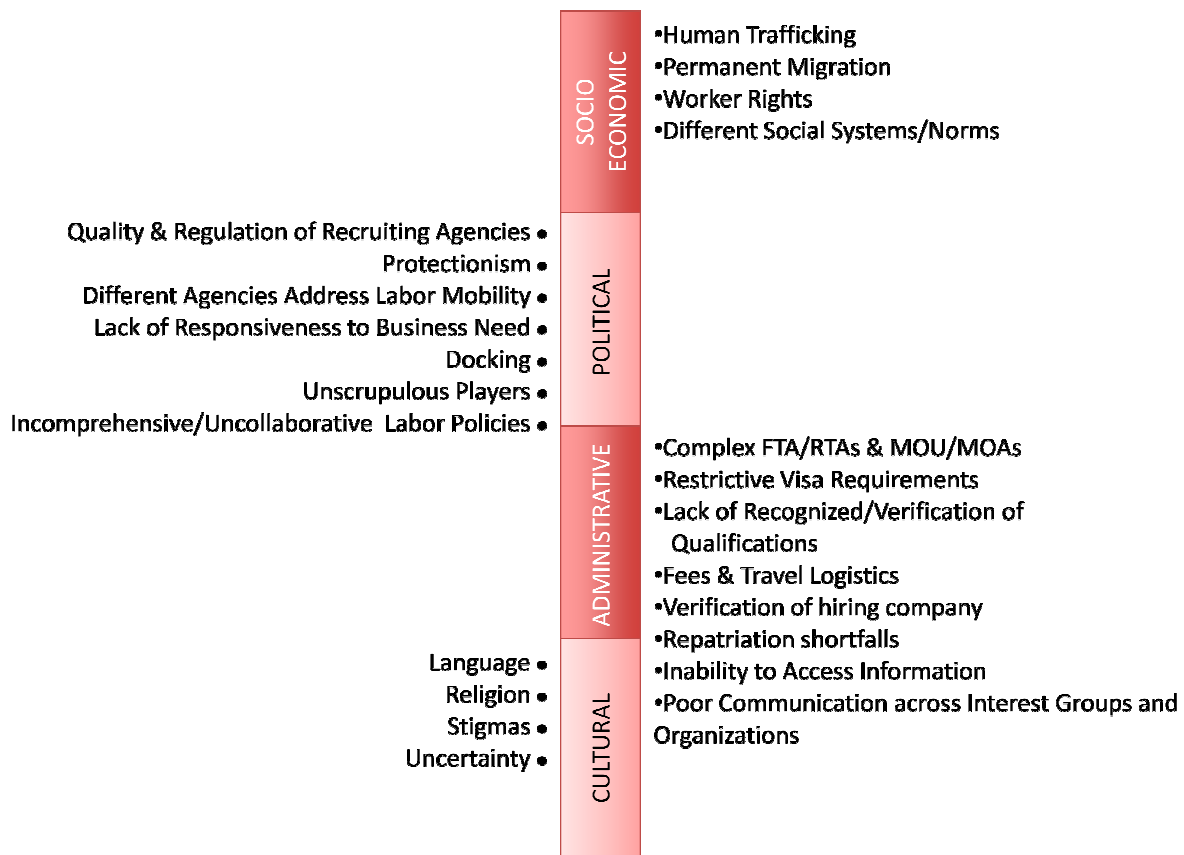 SOCIO
ECONOMIC
•Human Trafficking
•Permanent Migration
•Worker Rights
•Different Social Systems/Norms
POLITICAL
Quality & Regulation of Recruiting Agencies •
Protectionism •
Different Agencies Address Labor Mobility •
Lack of Responsiveness to Business Need •
Docking •
Unscrupulous Players •
Incomprehensive/Uncollaborative Labor Policies •
ADMINISTRATIVE
•Complex FTA/RTAs & MOU/MOAs
•Restrictive Visa Requirements
•Lack of Recognized/Verification of
Qualifications
•Fees & Travel Logistics
•Verification of hiring company
•Repatriation shortfalls
•Inability to Access Information
•Poor Communication across Interest Groups and
Organizations
CULTURAL
Language •
Religion •
Stigmas •
Uncertainty •